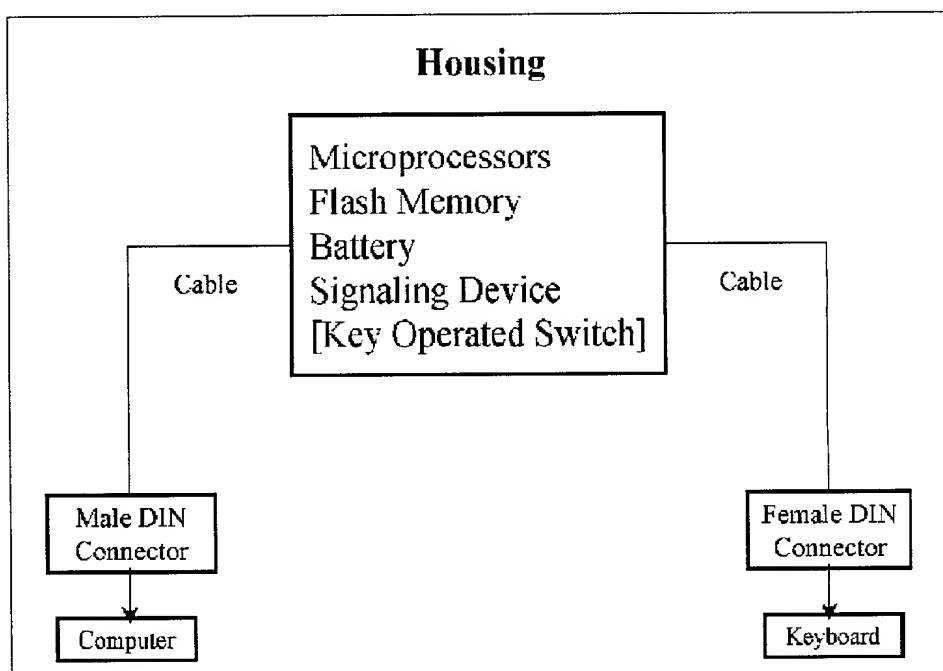 Housing
Microprocessors
Flash Memory
Battery
Signaling Device
[Key Operated Switch]
Cable
Cable
Male DIN
Connector
Female DIN
Connector
Computer
Keyboard